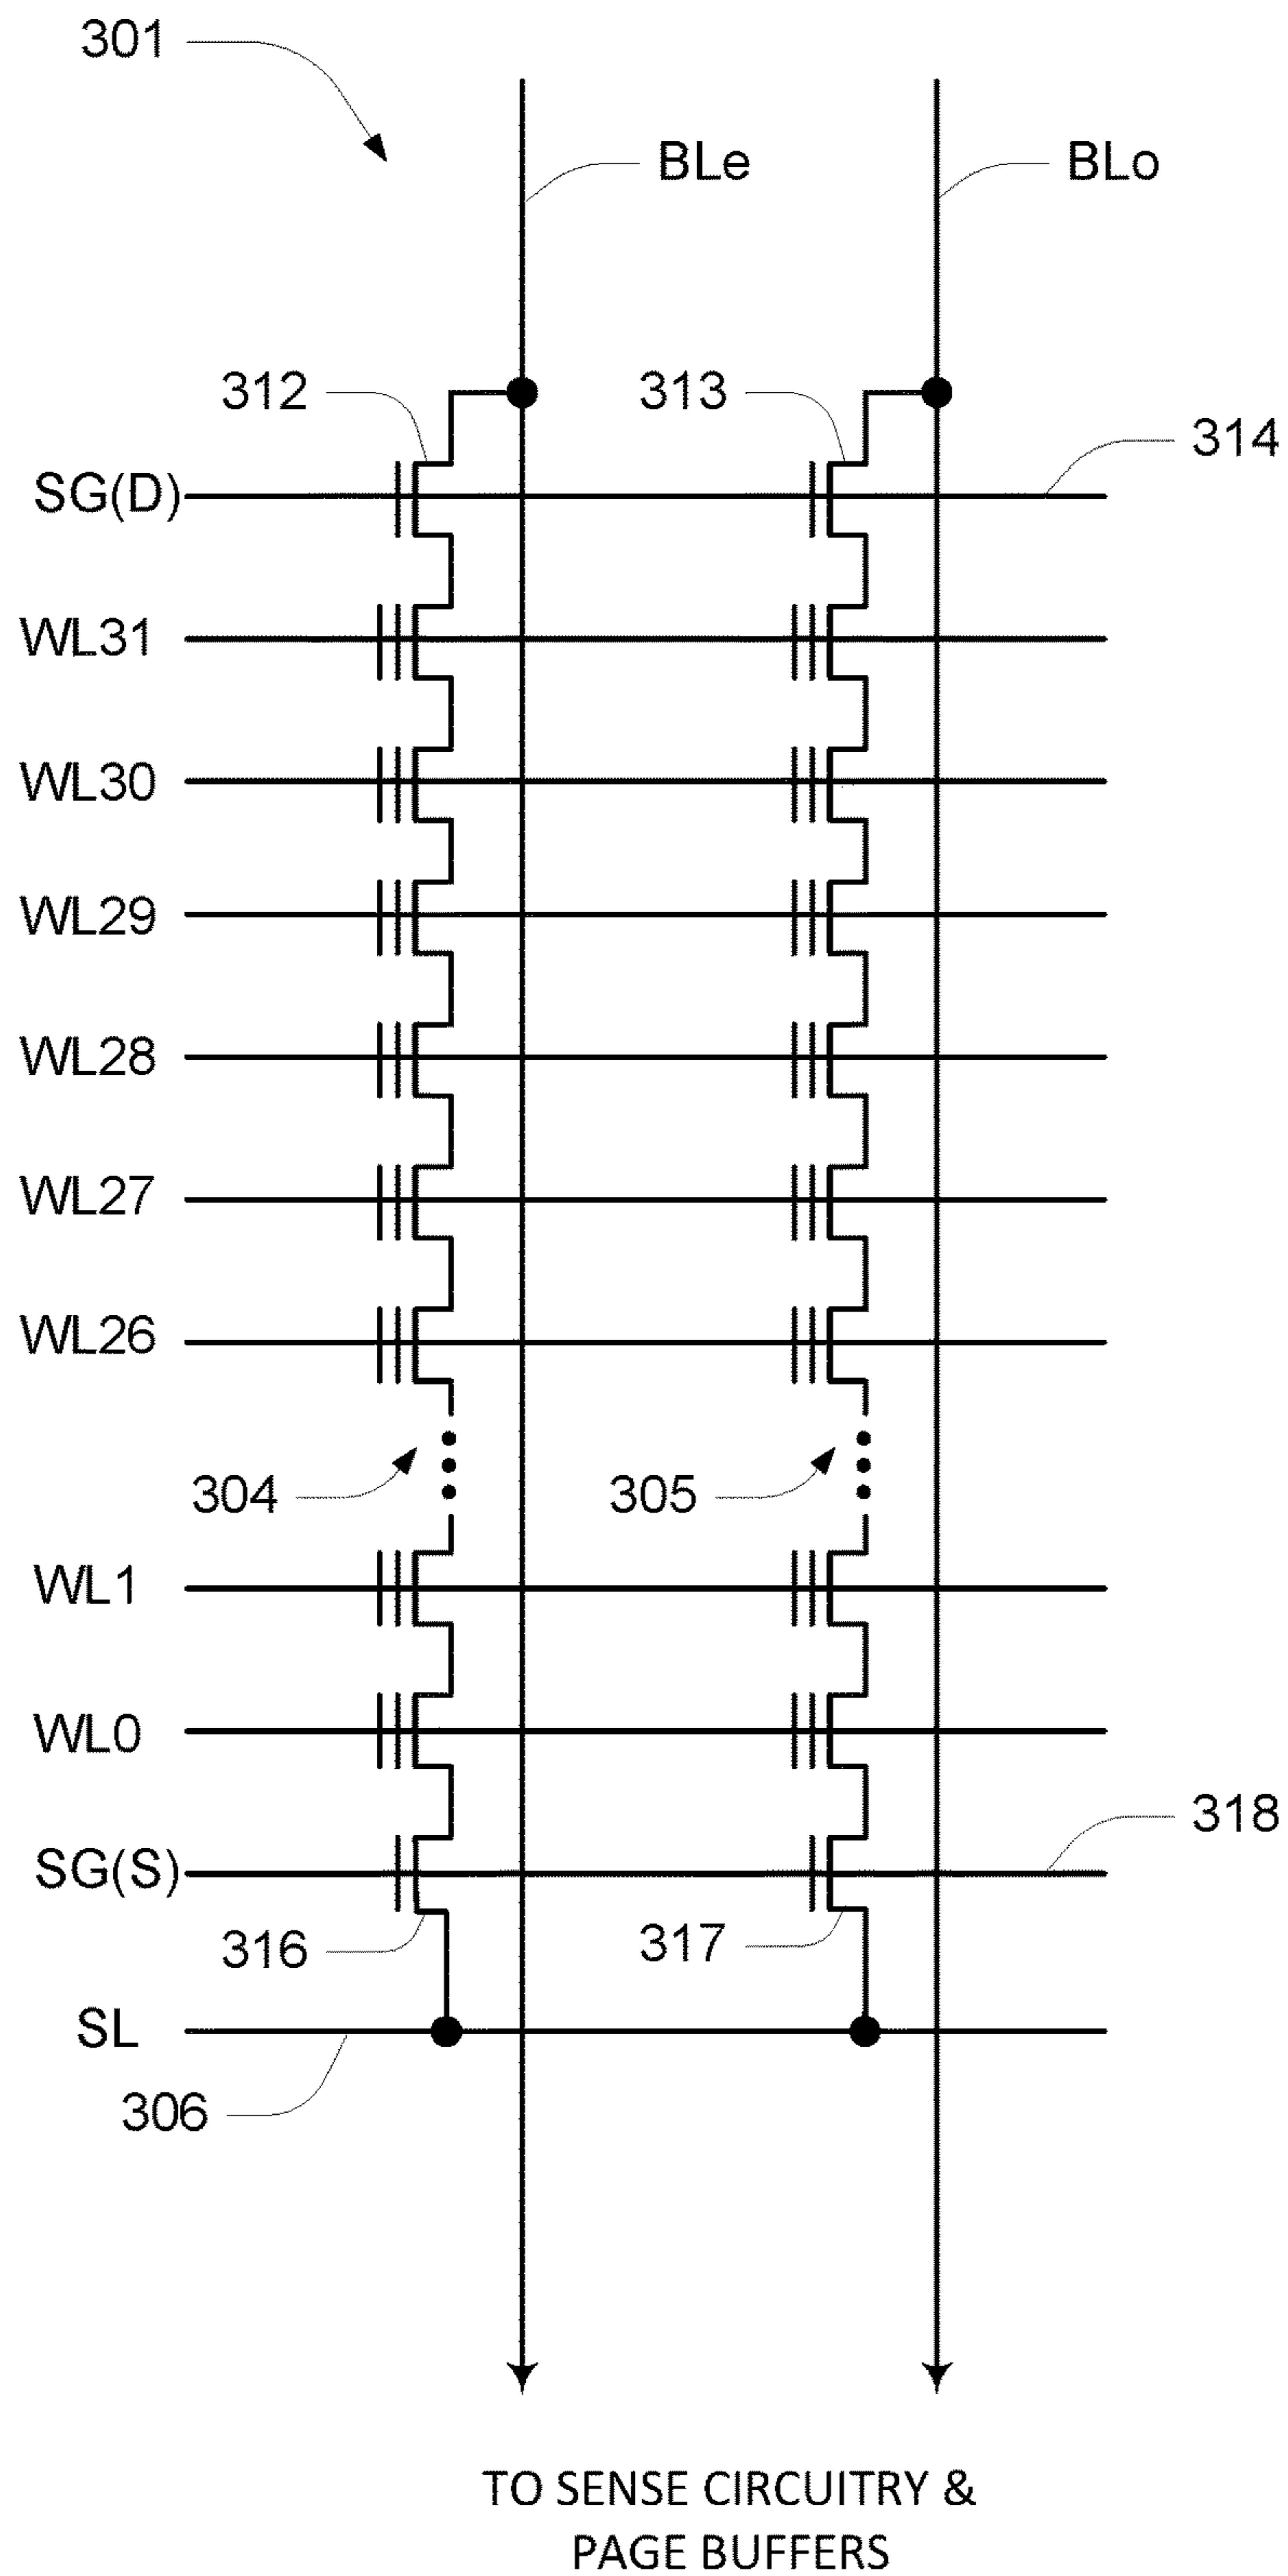 301
BLe
BLo
312
313
314
SG(D)
WL31
WL30
WL29
WL28
WL27
WL26
304
305
WL1
WL0
318
SG(S)
316
317
SL
306
TO SENSE CIRCUITRY &
PAGE BUFFERS